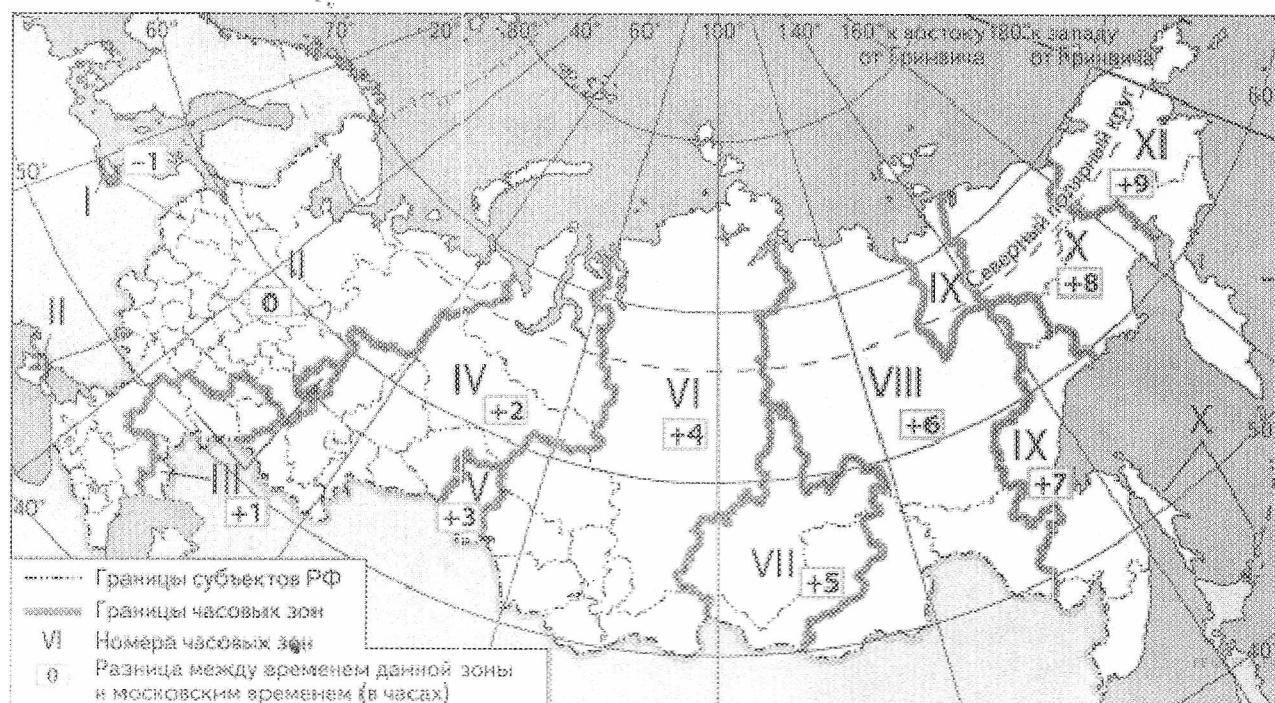 60° 70° 20° 80° 40° 60° 80° 100° 140° 160° к востоку 180° к западу
от Гринвича от Гринвича
60°
Северный полярный круг
XI
+9
-1
50°
I
II
0
X
+8
IX
II
IV
+2
VI
+4
VIII
+6
IX
+7
50°
III
+1
V
+3
40°
VII
+5
40°
Границы субъектов РФ
Границы часовых зон
VI Номера часовых зон
0 Разница между временем данной зоны
и московским временем (в часах)